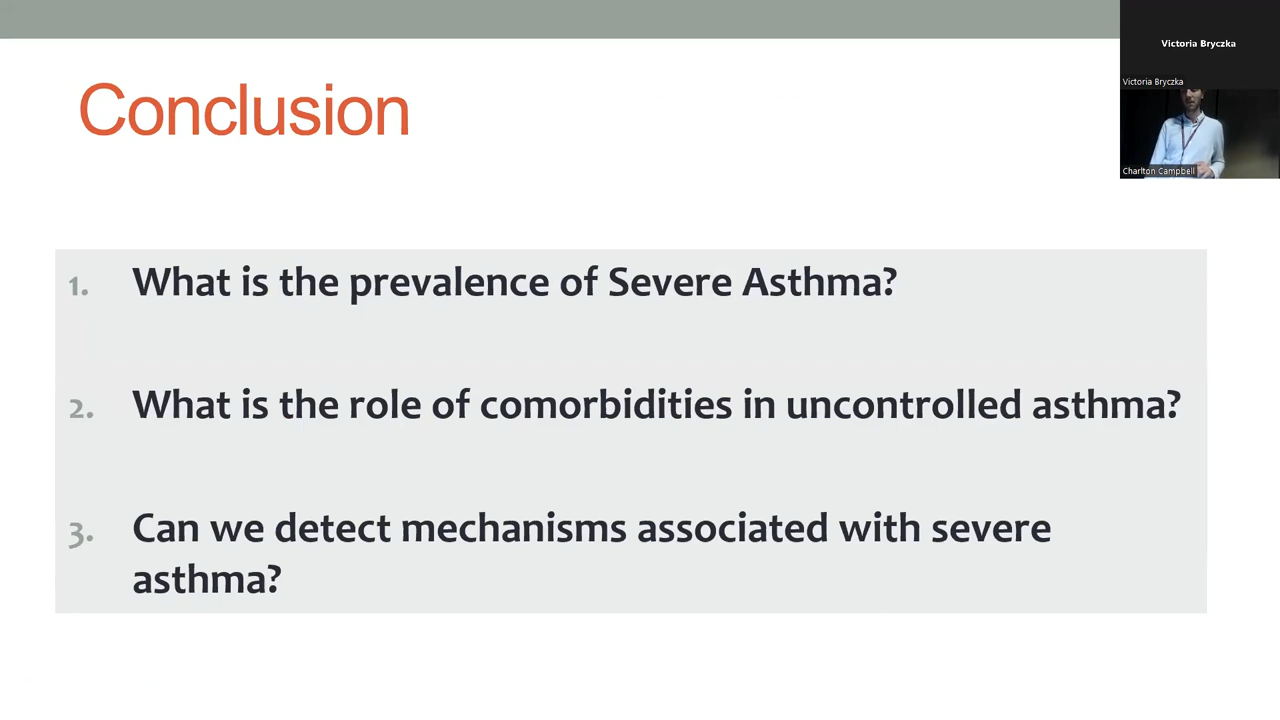 Victoria Bryczka
Victoria Bryczka
Charlton Campbell
Conclusion
1. What is the prevalence of Severe Asthma?
2. What is the role of comorbidities in uncontrolled asthma?
3. Can we detect mechanisms associated with severe
asthma?